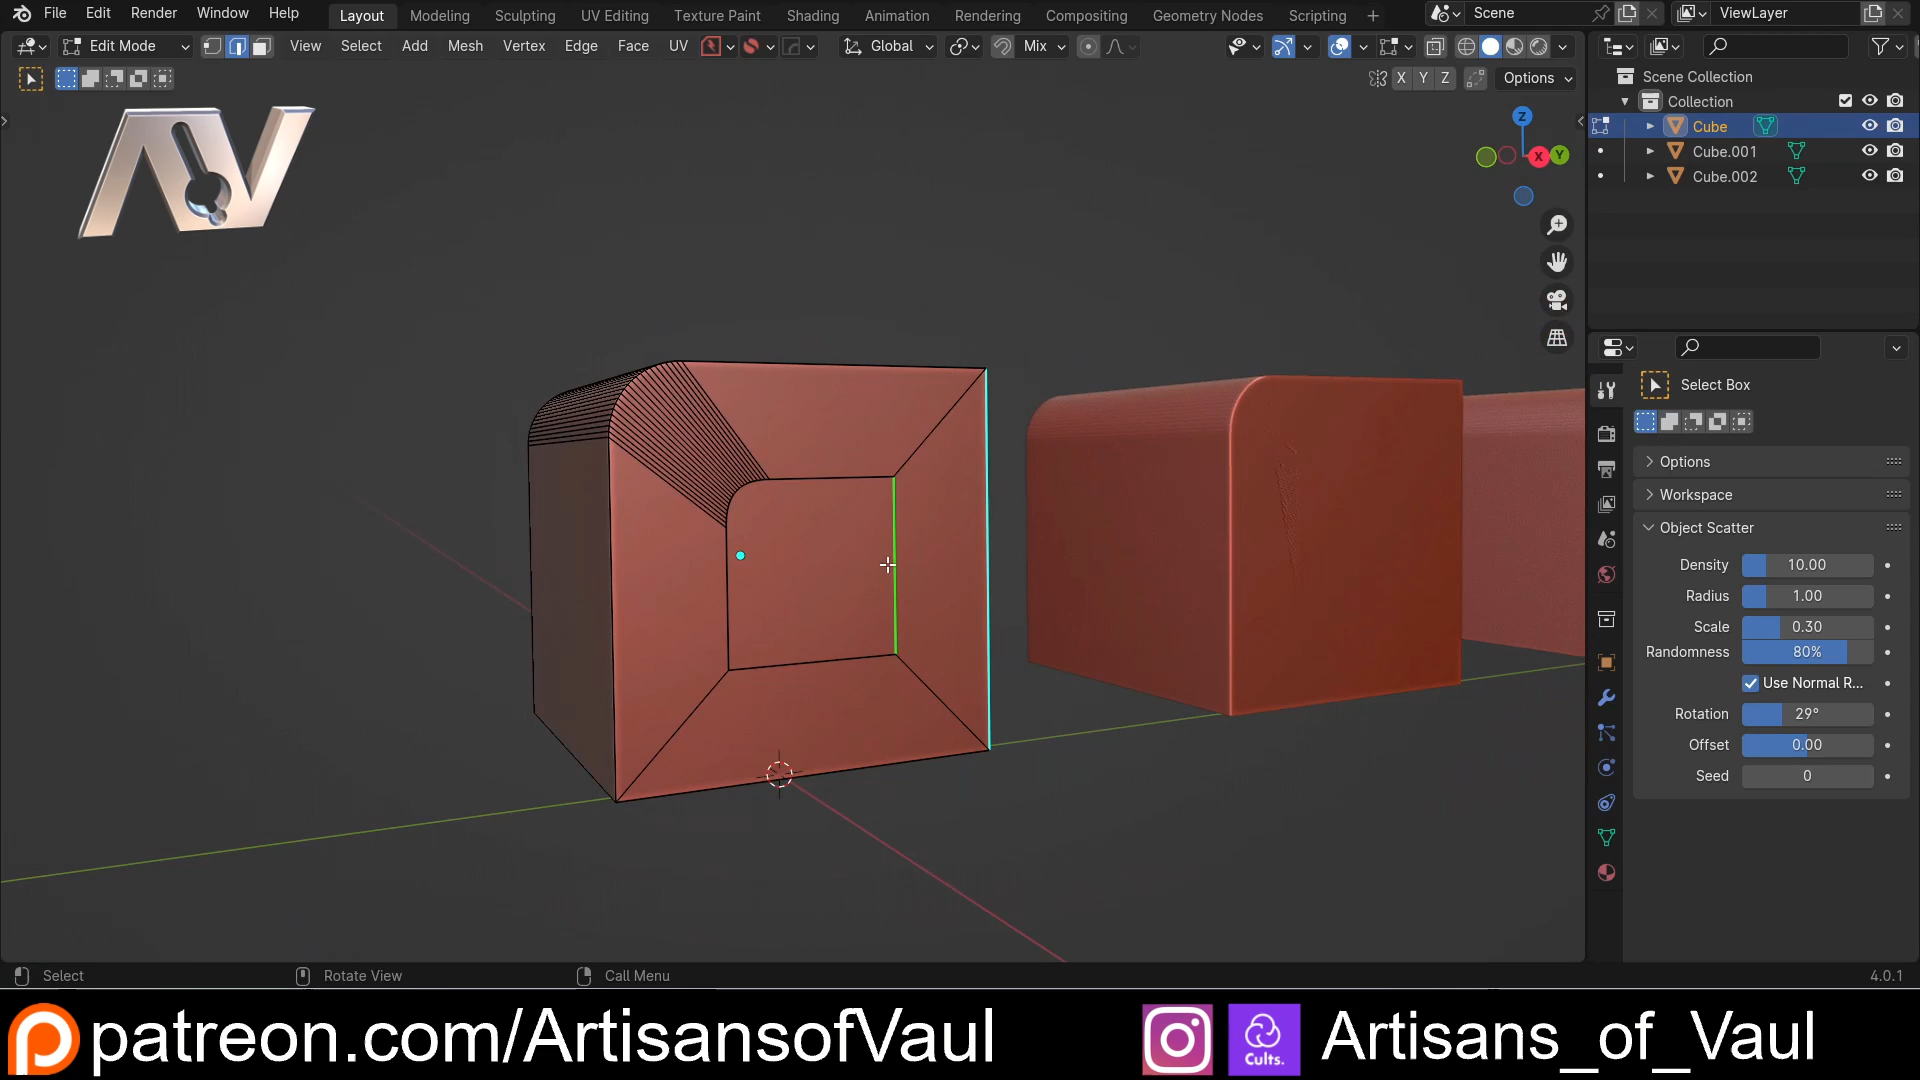 File Edit Render Window Help Layout Modeling Sculpting UV Editing Texture Paint Shading Animation Rendering Compositing Geometry Nodes Scripting + Scene ViewLayer
Edit Mode View Select Add Mesh Vertex Edge Face UV Global Mix
X Y Z Options
Scene Collection
Collection
Cube
Cube.001
Cube.002
Z
X Y
AV
Select Box
Options
Workspace
Object Scatter
Density 10.00
Radius 1.00
Scale 0.30
Randomness 80%
Use Normal R...
Rotation 29°
Offset 0.00
Seed 0
Select Rotate View Call Menu 4.0.1
patreon.com/ArtisansofVaul
Cults.
Artisans_of_Vaul